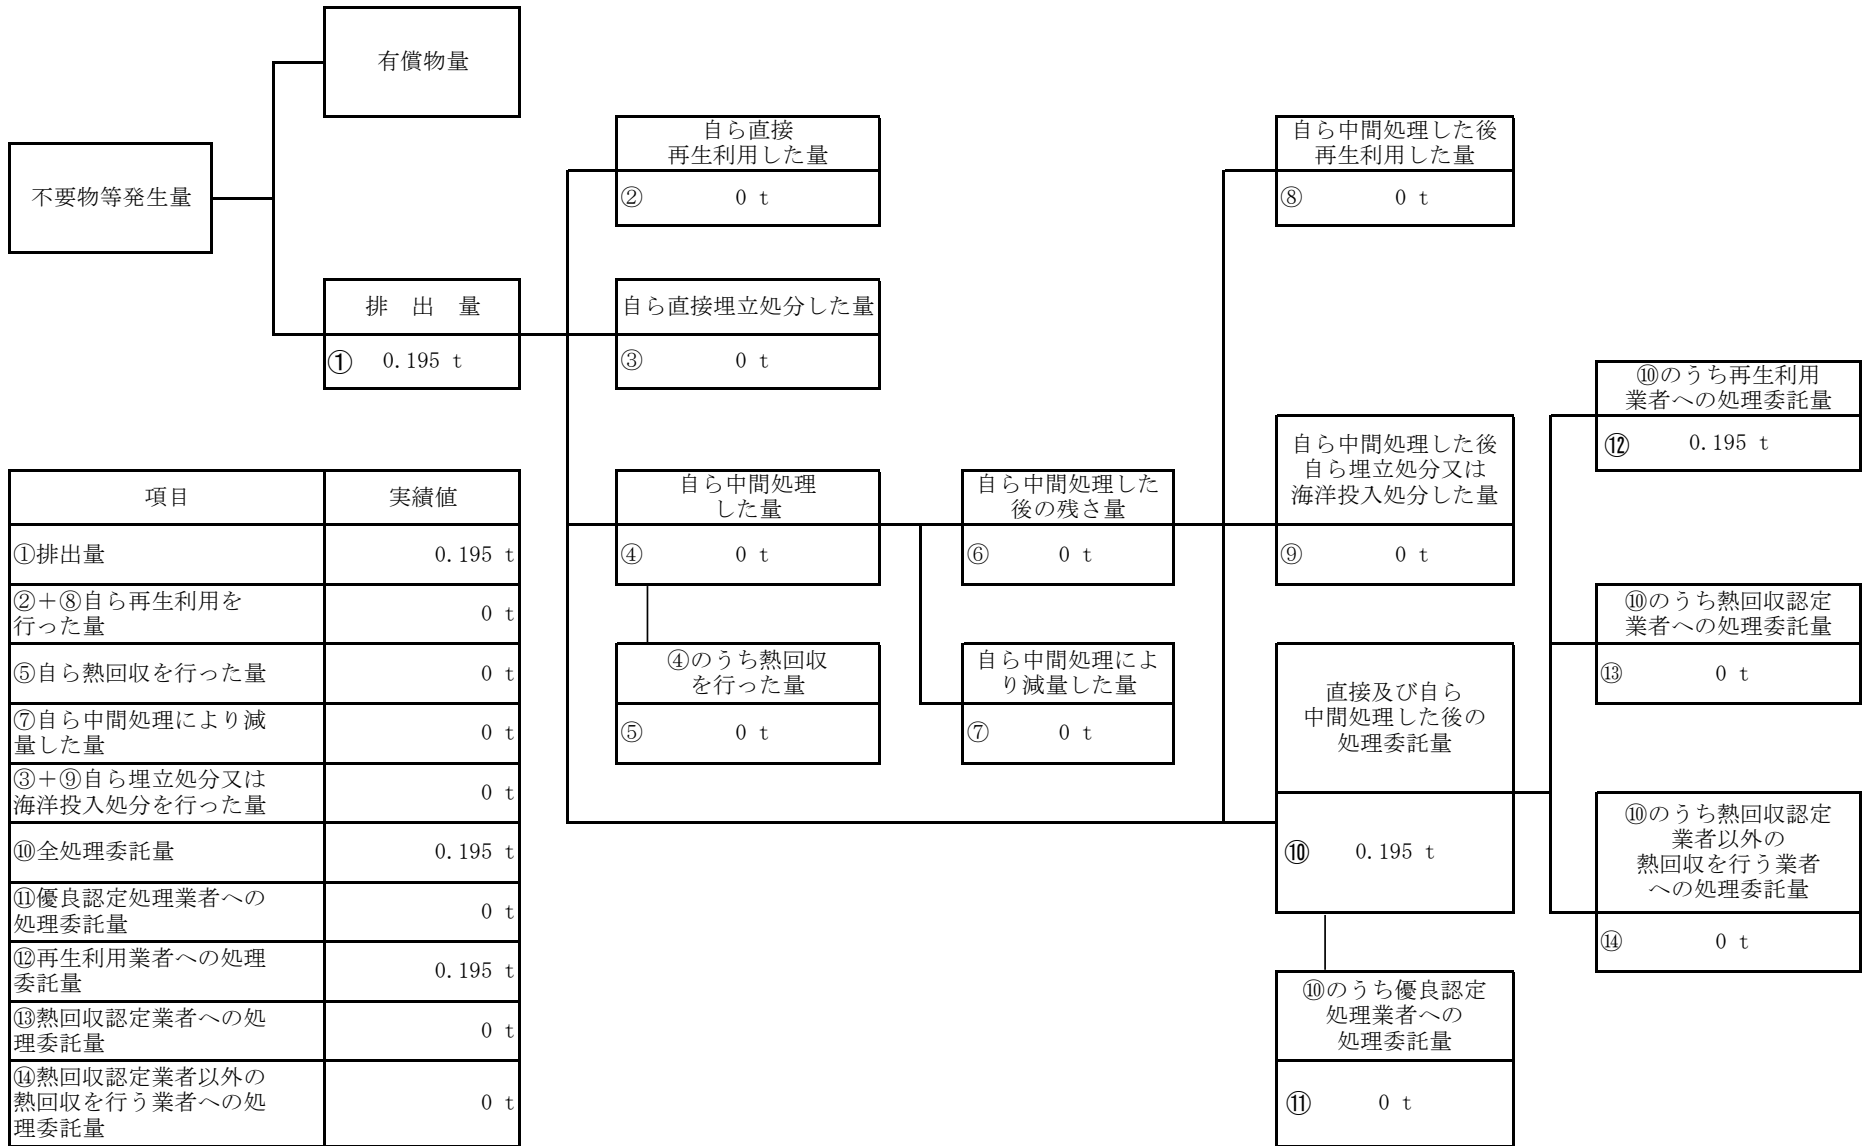 有償物量
不要物等発生量
排　出　量
① 0.195 t
自ら直接
再生利用した量
② 0 t
自ら直接埋立処分した量
③ 0 t
自ら中間処理
した量
④ 0 t
④のうち熱回収
を行った量
⑤ 0 t
自ら中間処理した
後の残さ量
⑥ 0 t
自ら中間処理によ
り減量した量
⑦ 0 t
自ら中間処理した後
再生利用した量
⑧ 0 t
自ら中間処理した後
自ら埋立処分又は
海洋投入処分した量
⑨ 0 t
直接及び自ら
中間処理した後の
処理委託量
⑩ 0.195 t
⑩のうち優良認定
処理業者への
処理委託量
⑪ 0 t
⑩のうち再生利用
業者への処理委託量
⑫ 0.195 t
⑩のうち熱回収認定
業者への処理委託量
⑬ 0 t
⑩のうち熱回収認定
業者以外の
熱回収を行う業者
への処理委託量
⑭ 0 t
項目 実績値
①排出量 0.195 t
②＋⑧自ら再生利用を
行った量 0 t
⑤自ら熱回収を行った量 0 t
⑦自ら中間処理により減
量した量 0 t
③＋⑨自ら埋立処分又は
海洋投入処分を行った量 0 t
⑩全処理委託量 0.195 t
⑪優良認定処理業者への
処理委託量 0 t
⑫再生利用業者への処理
委託量 0.195 t
⑬熱回収認定業者への処
理委託量 0 t
⑭熱回収認定業者以外の
熱回収を行う業者への処
理委託量 0 t